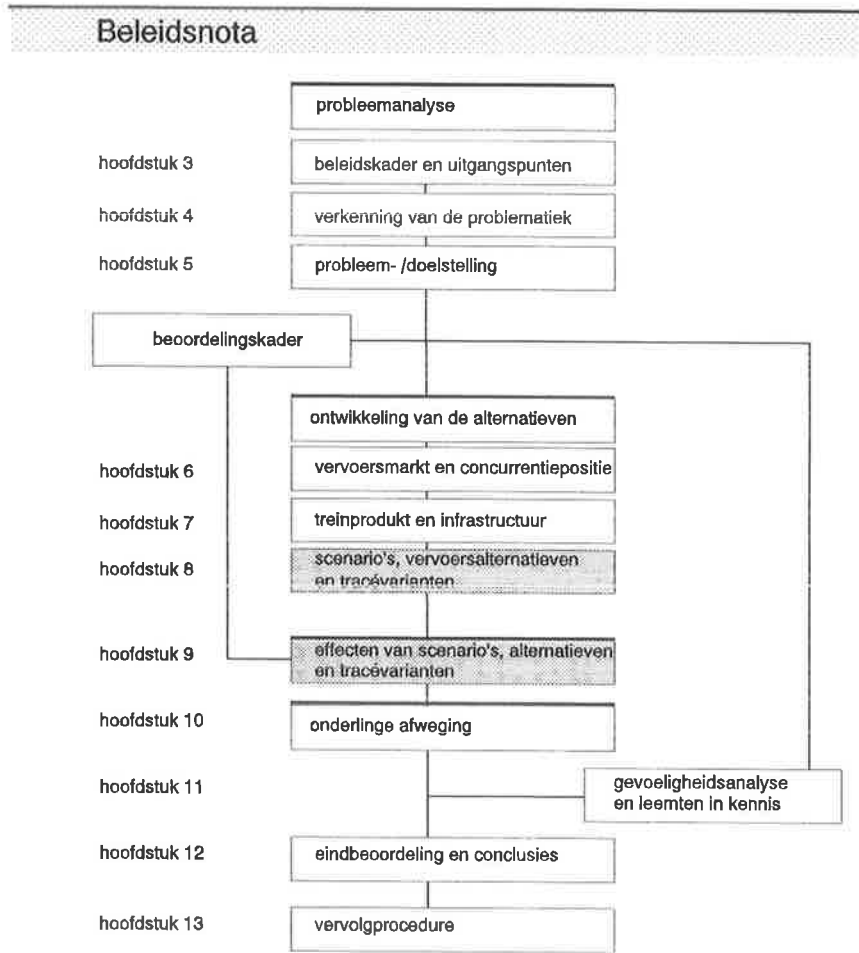 Beleidsnota
probleemanalyse
hoofdstuk 3 beleidskader en uitgangspunten
hoofdstuk 4 verkenning van de problematiek
hoofdstuk 5 probleem- /doelstelling
beoordelingskader
ontwikkeling van de alternatieven
hoofdstuk 6 vervoersmarkt en concurrentiepositie
hoofdstuk 7 treinprodukt en infrastructuur
hoofdstuk 8 scenario's, vervoersalternatieven
en tracévarianten
hoofdstuk 9 effecten van scenario's, alternatieven
en tracévarianten
hoofdstuk 10 onderlinge afweging
hoofdstuk 11 gevoeligheidsanalyse
en leemten in kennis
hoofdstuk 12 eindbeoordeling en conclusies
hoofdstuk 13 vervolgprocedure